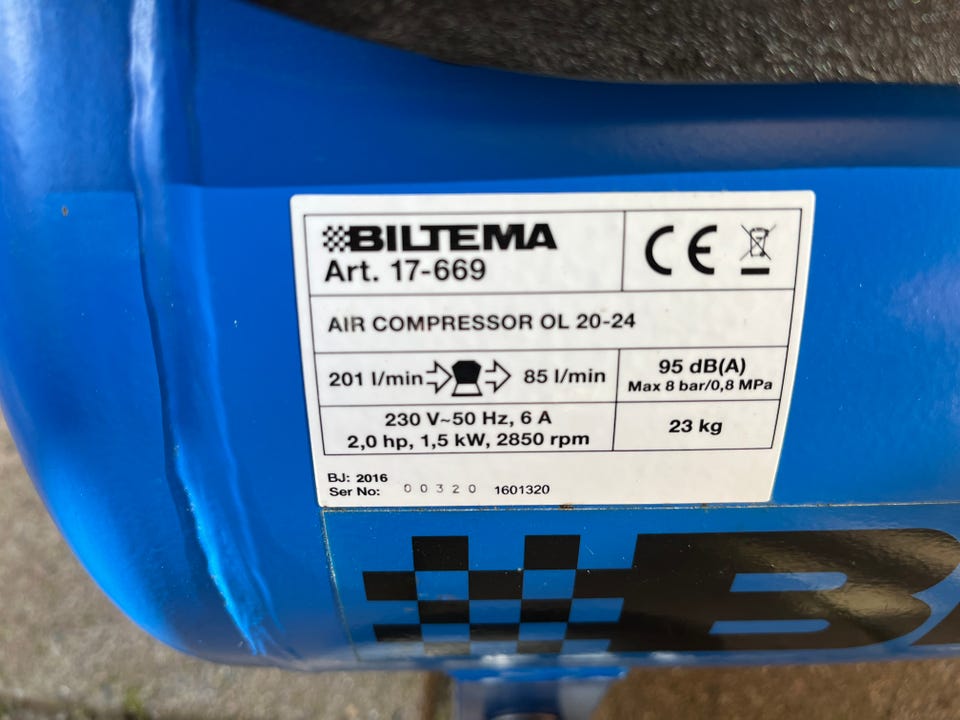 BILTEMA
Art. 17-669
CE
AIR COMPRESSOR OL 20-24
201 l/min 85 l/min
95 dB(A)
Max 8 bar/0,8 MPa
230 V~50 Hz, 6 A
2,0 hp, 1,5 kW, 2850 rpm
23 kg
BJ: 2016
Ser No: 00320 1601320